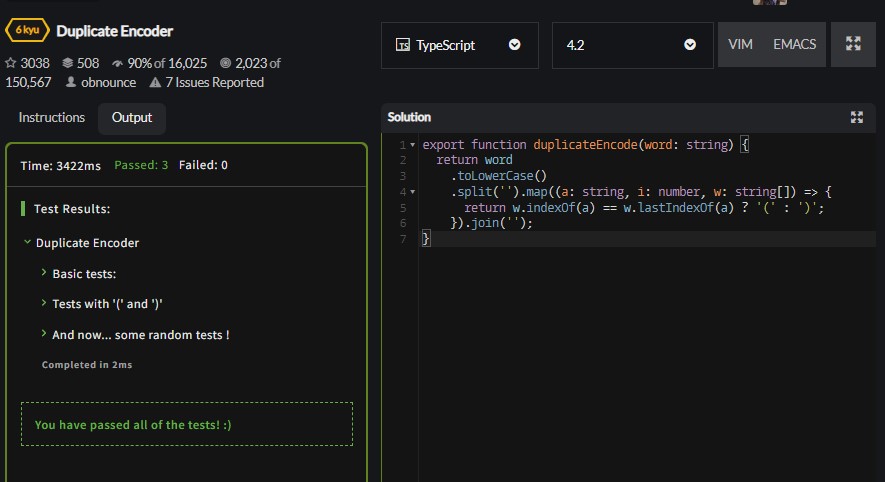 6 kyu Duplicate Encoder
3038 508 90% of 16,025 2,023 of
150,567 obnounce 7 Issues Reported
TS TypeScript
4.2
VIM EMACS
Instructions Output
Time: 3422ms Passed: 3 Failed: 0
Test Results:
Duplicate Encoder
Basic tests:
Tests with '(' and ')'
And now... some random tests !
Completed in 2ms
You have passed all of the tests! :)
Solution
1 export function duplicateEncode(word: string) {
2 return word
3 .toLowerCase()
4 .split('').map((a: string, i: number, w: string[]) => {
5 return w.indexOf(a) == w.lastIndexOf(a) ? '(' : ')';
6 }).join('');
7 }